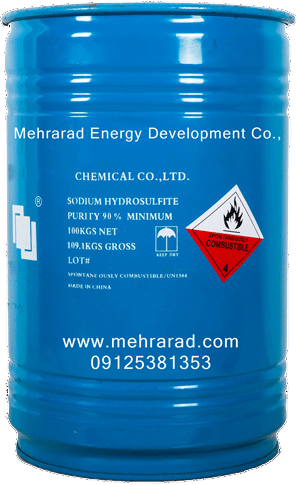 Mehrarad Energy Development Co.,
CHEMICAL CO.,LTD.
®
SODIUM HYDROSULFITE
PURITY 90 % MINIMUM
100KGS NET
109.1KGS GROSS
LOT#
KEEP DRY
SPONTANEOUSLY
COMBUSTIBLE
4
SPONTANEOUSLY COMBUSTIBLE/UN1384
MADE IN CHINA
www.mehrarad.com
09125381353